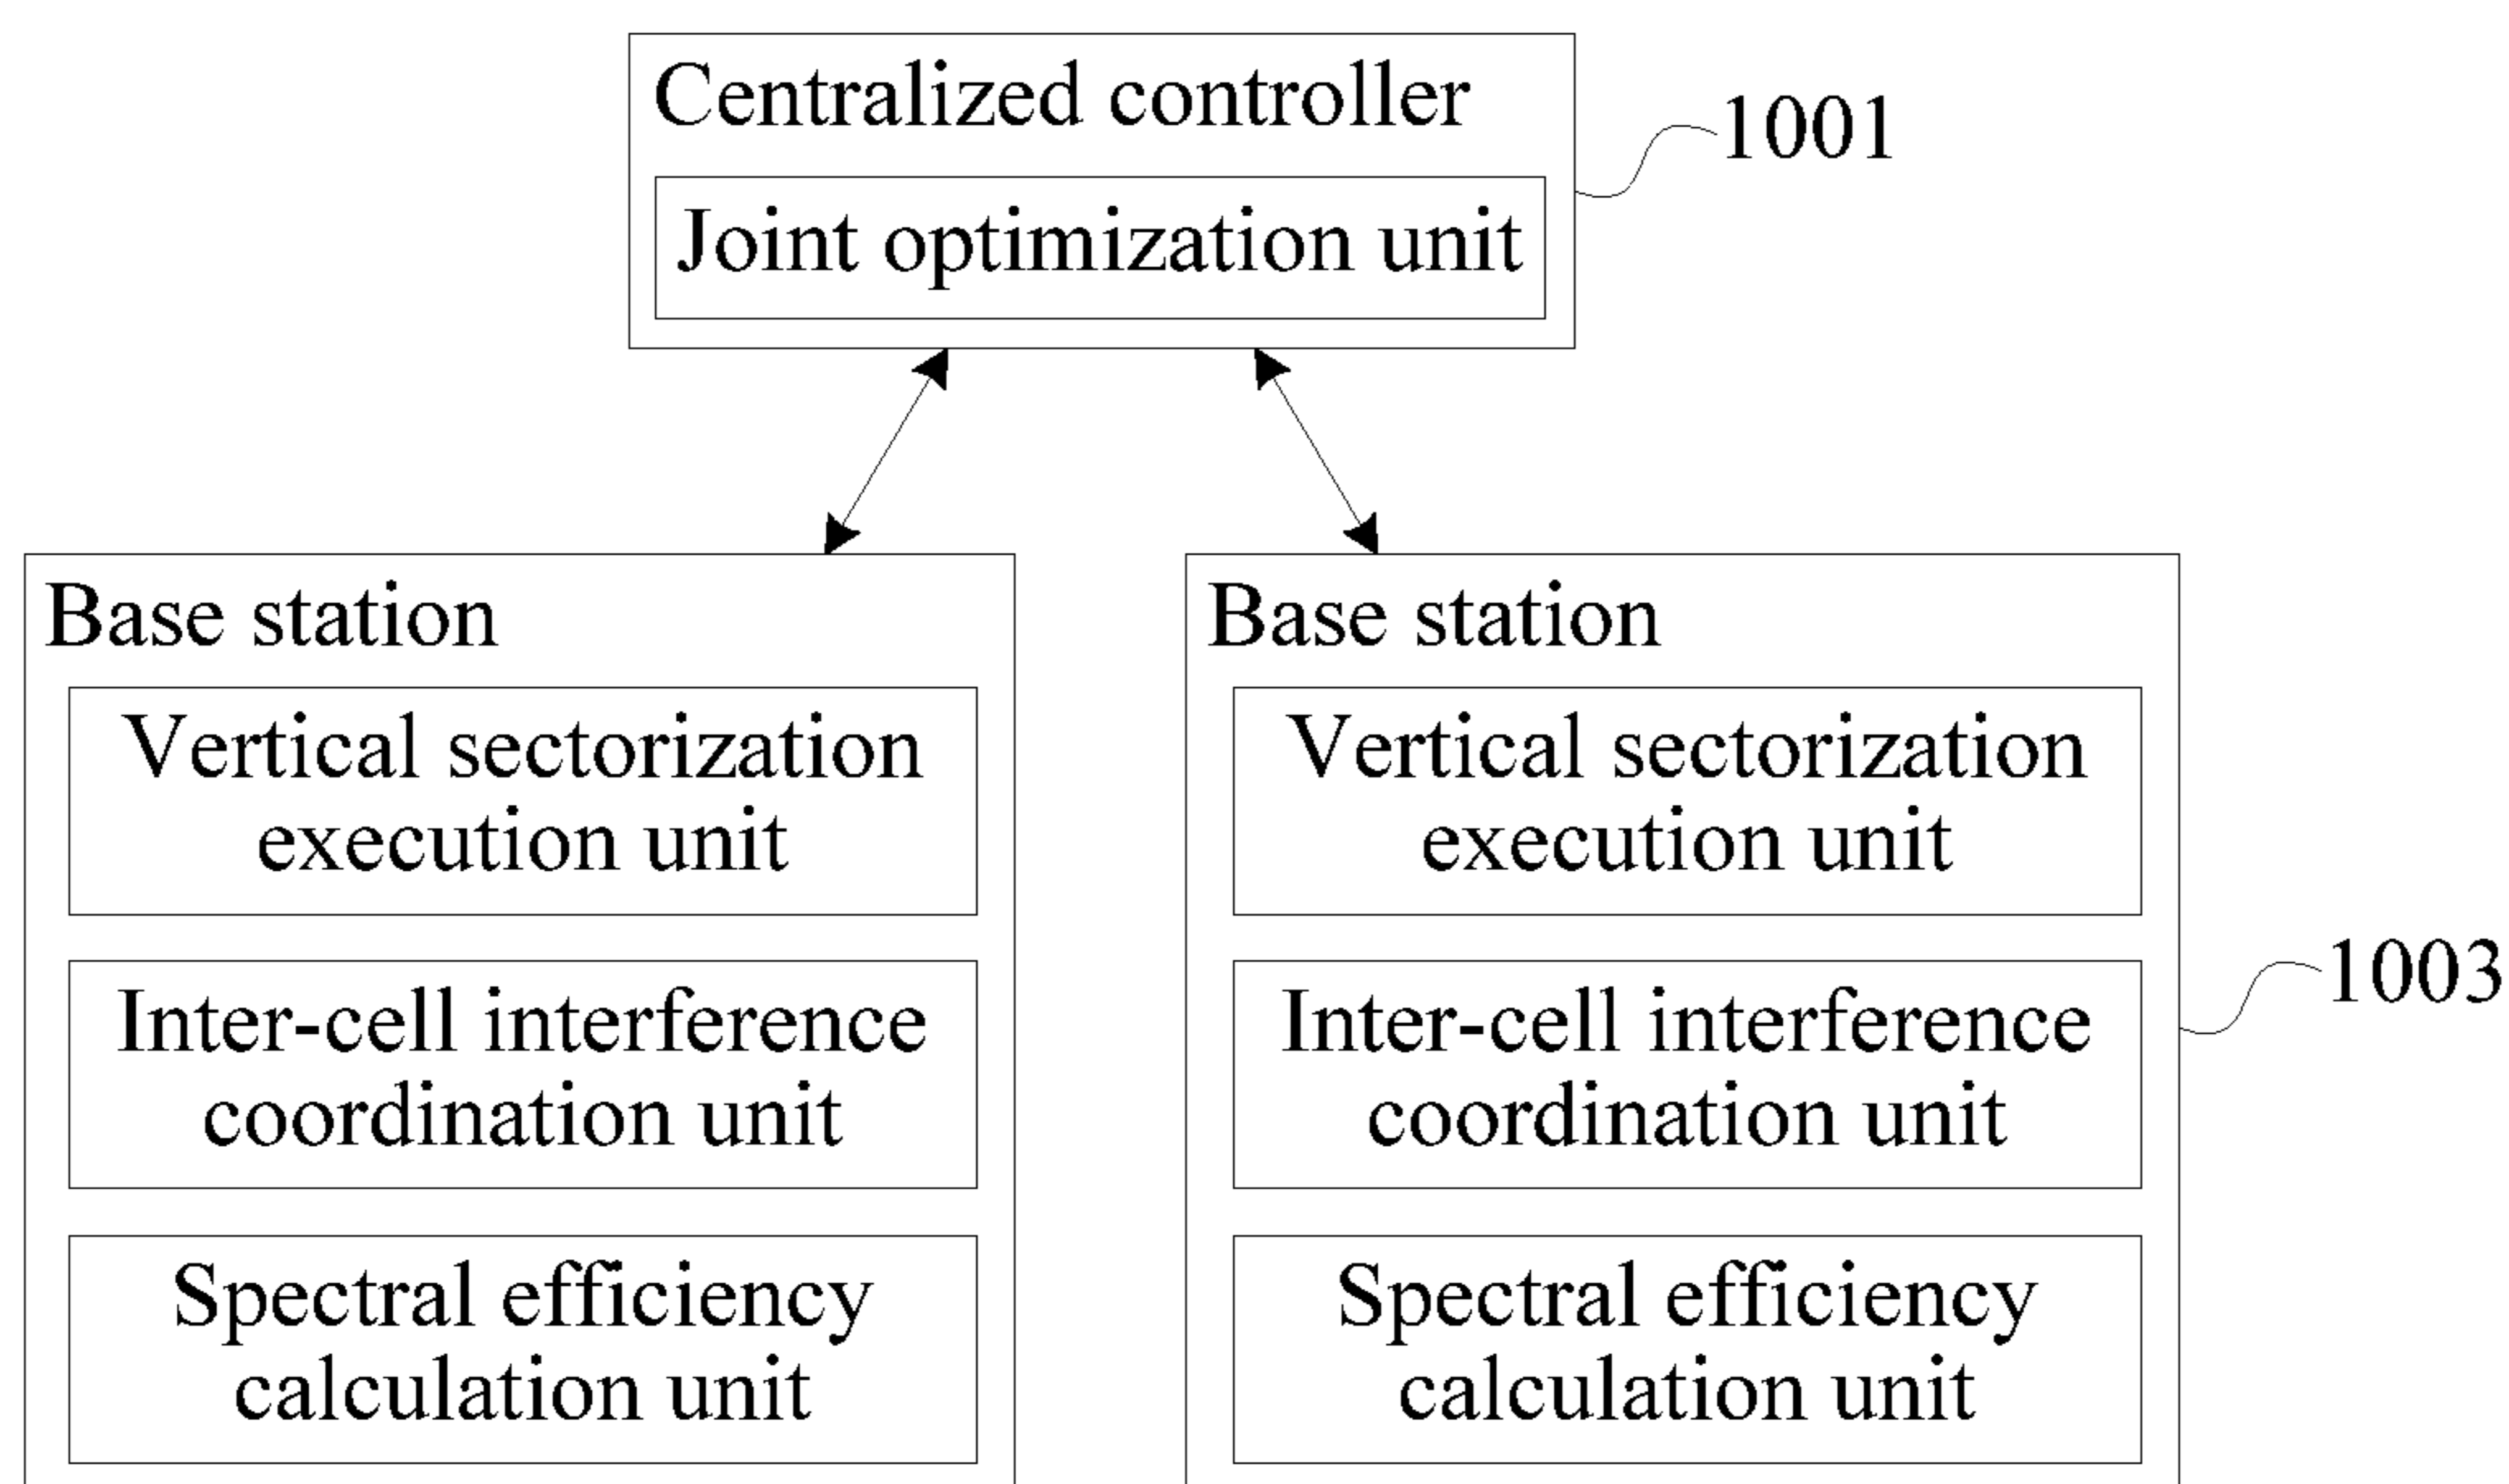 Centralized controller
1001
Joint optimization unit
Base station
Vertical sectorization
execution unit
Inter-cell interference
coordination unit
Spectral efficiency
calculation unit
Base station
Vertical sectorization
execution unit
Inter-cell interference
coordination unit
Spectral efficiency
calculation unit
1003